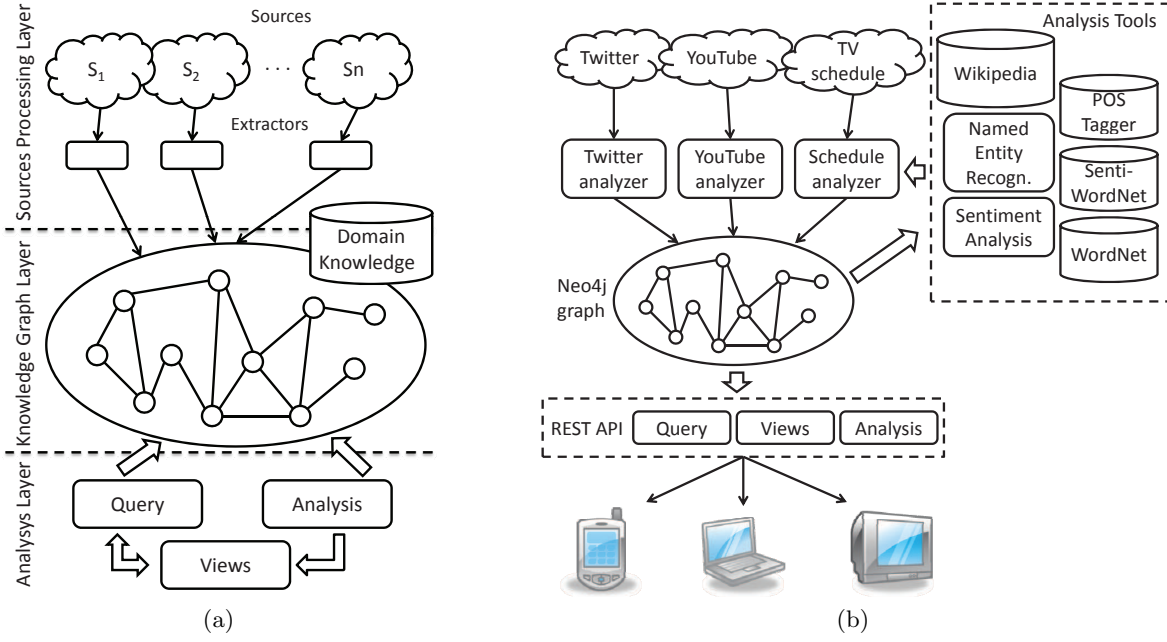 Sources Processing Layer
Sources
S1
S2
. . .
Sn
Extractors
Knowledge Graph Layer
Domain
Knowledge
Analysys Layer
Query
Analysis
Views
(a)
Twitter
YouTube
TV
schedule
Twitter
analyzer
YouTube
analyzer
Schedule
analyzer
Analysis Tools
Wikipedia
POS
Tagger
Named
Entity
Recogn.
Senti-
WordNet
Sentiment
Analysis
WordNet
Neo4j
graph
REST API
Query
Views
Analysis
(b)